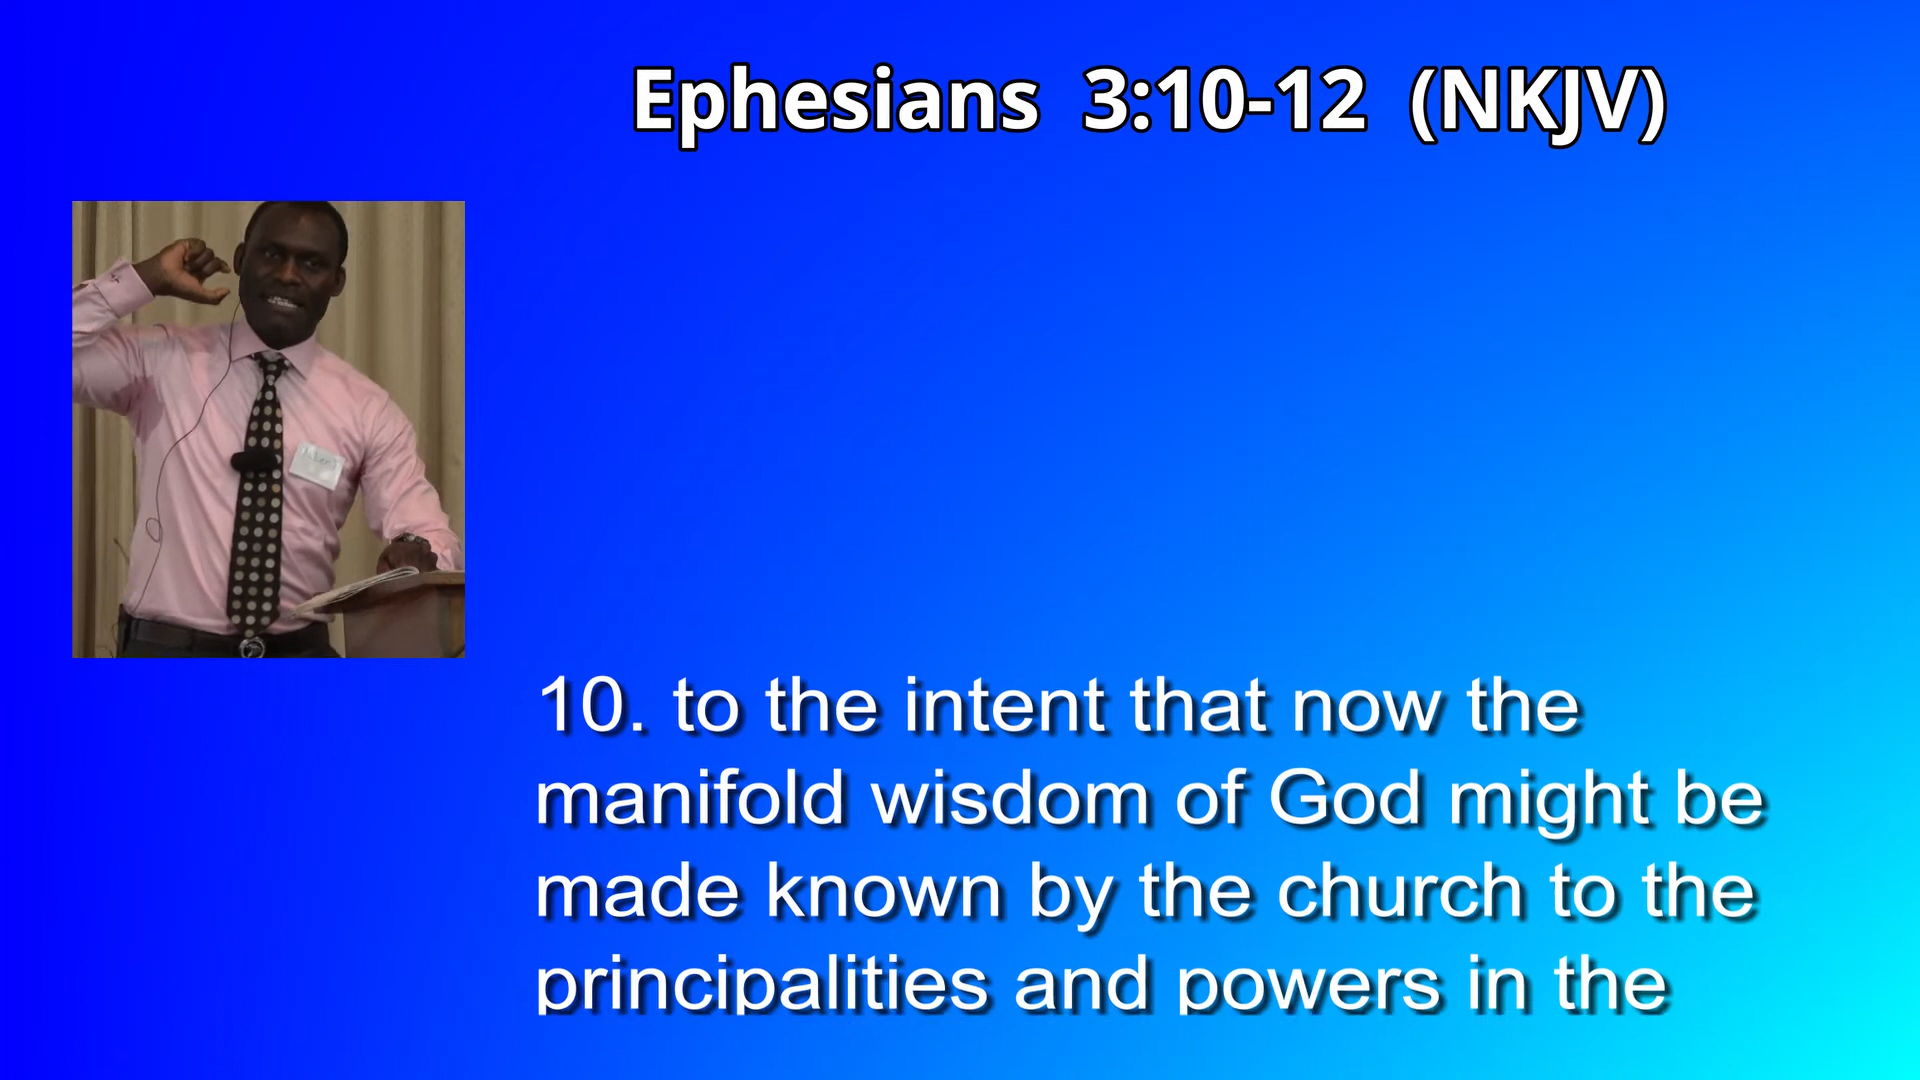 Ephesians 3:10-12 (NKJV)
10. to the intent that now the
manifold wisdom of God might be
made known by the church to the
principalities and powers in the